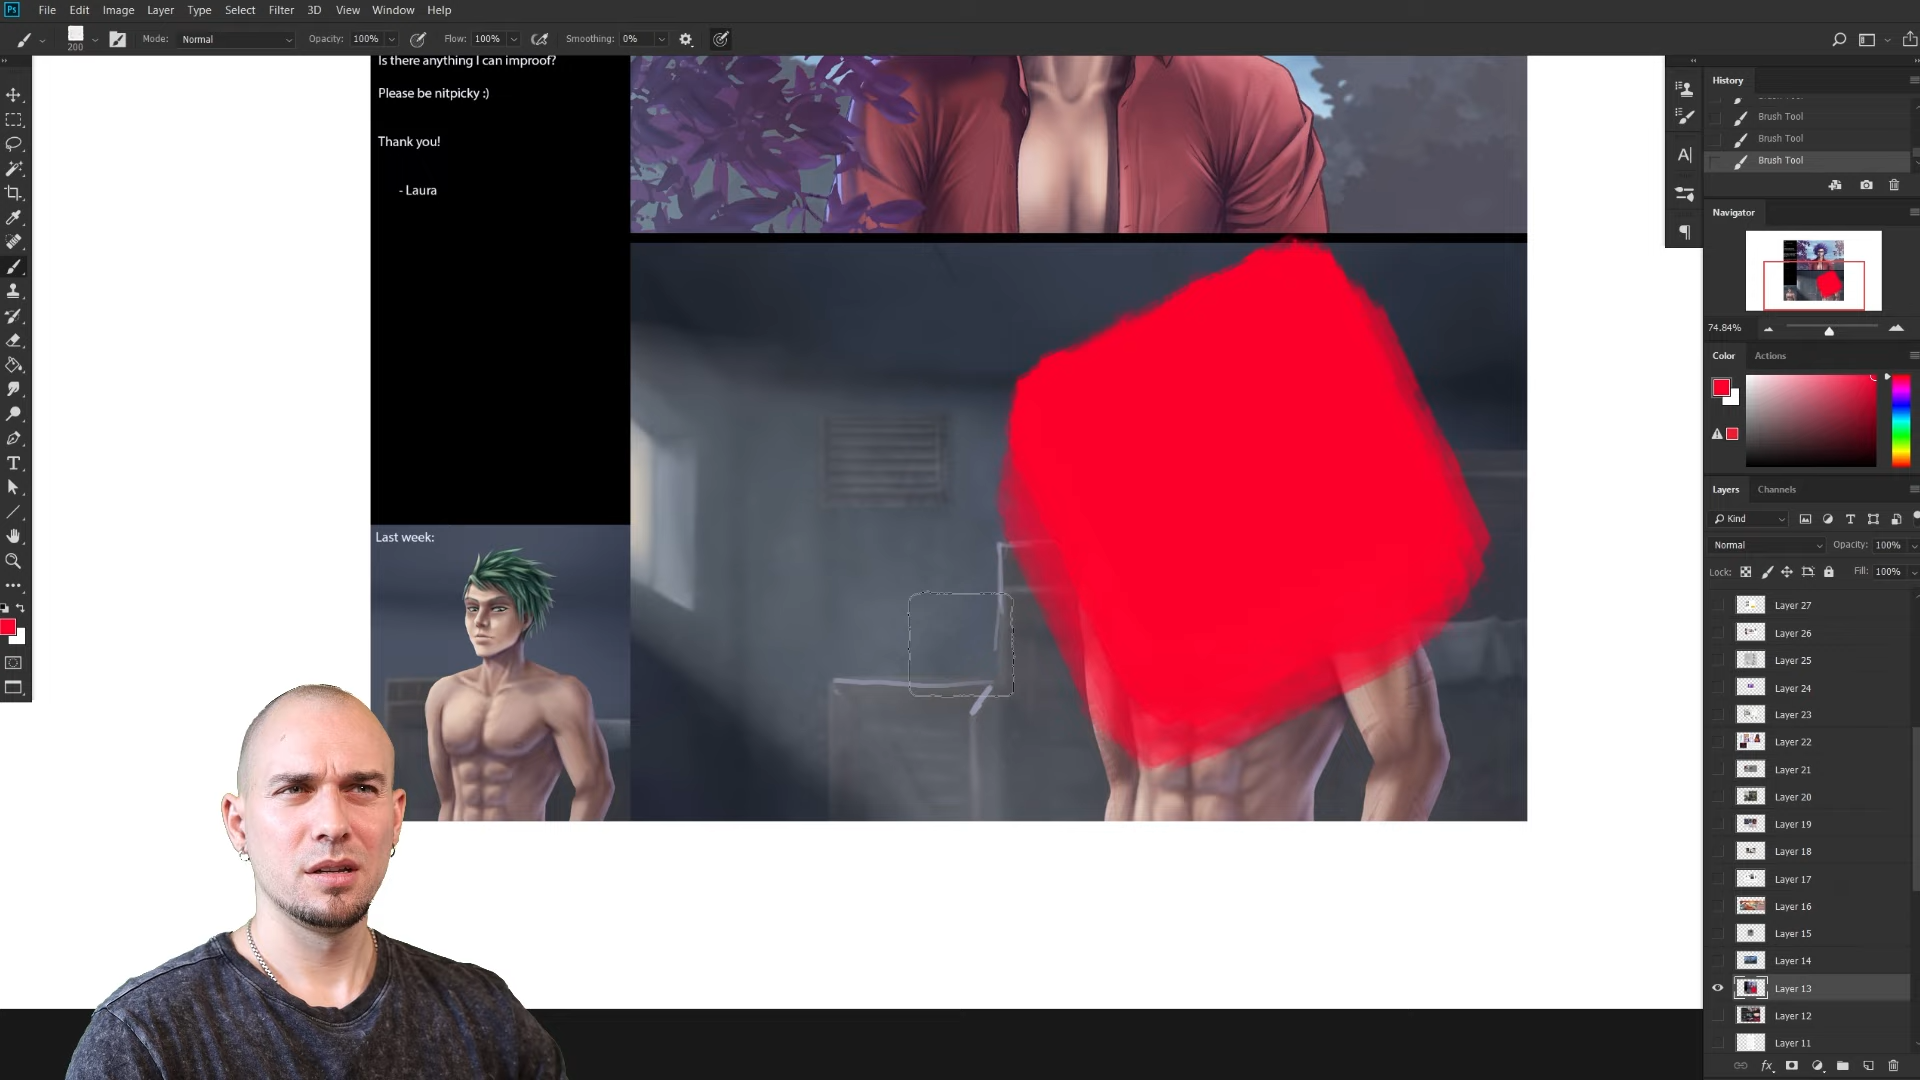 Ps File Edit Image Layer Type Select Filter 3D View Window Help
200 Mode: Normal Opacity: 100% Flow: 100% Smoothing: 0%
Is there anything I can improof?
Please be nitpicky :)
Thank you!
- Laura
Last week:
History
Brush Tool
Brush Tool
Brush Tool
Navigator
74.84%
Color Actions
Layers Channels
Kind
Normal Opacity: 100%
Lock: Fill: 100%
Layer 27
Layer 26
Layer 25
Layer 24
Layer 23
Layer 22
Layer 21
Layer 20
Layer 19
Layer 18
Layer 17
Layer 16
Layer 15
Layer 14
Layer 13
Layer 12
Layer 11
fx